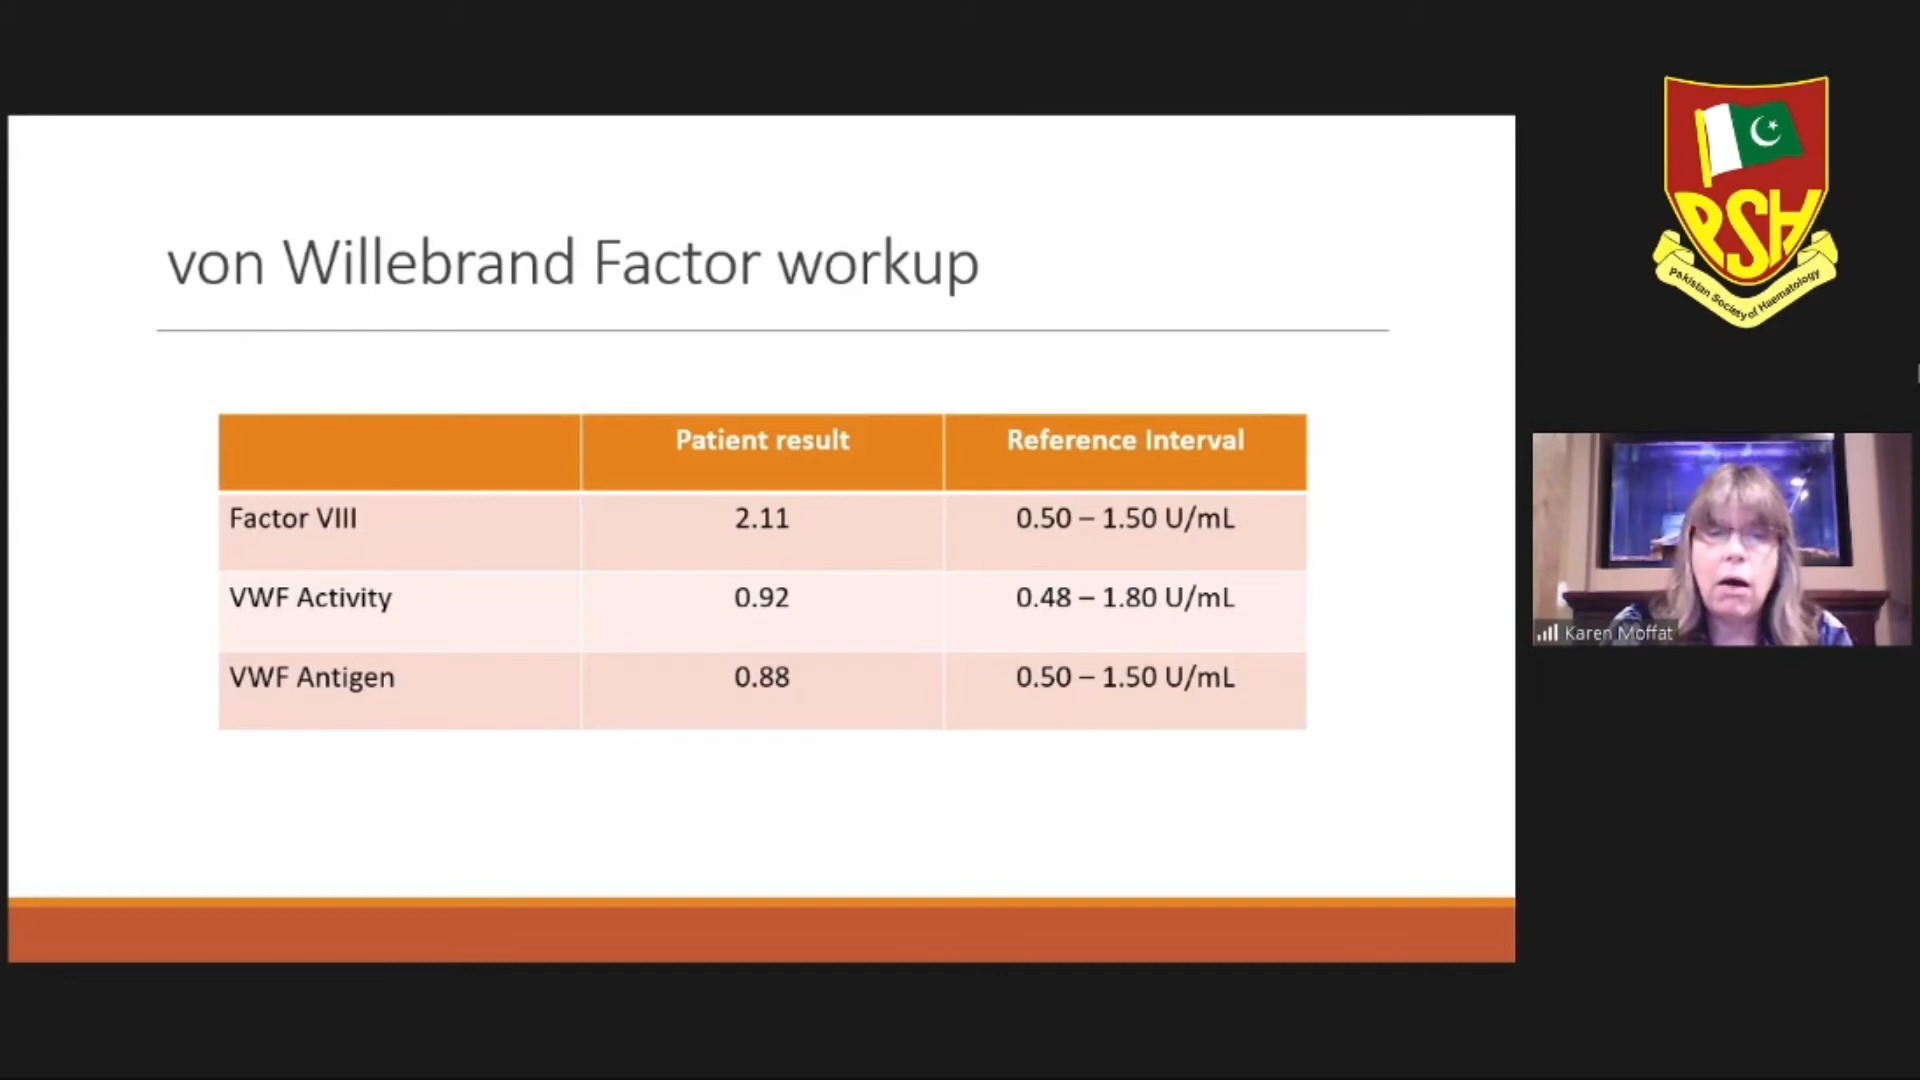 von Willebrand Factor workup
Patient result Reference Interval
Factor VIII 2.11 0.50 – 1.50 U/mL
VWF Activity 0.92 0.48 – 1.80 U/mL
VWF Antigen 0.88 0.50 – 1.50 U/mL
PSH
Pakistan Society of Haematology
Karen Moffat